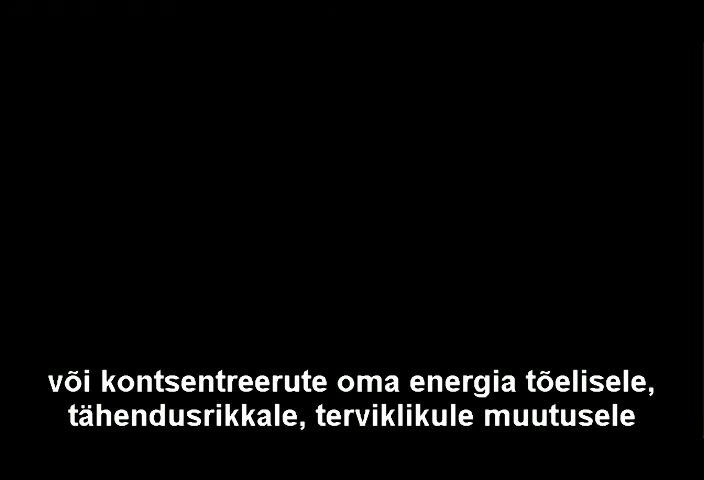 või kontsentreerute oma energia tõelisele,
tähendusrikkale, terviklikule muutusele